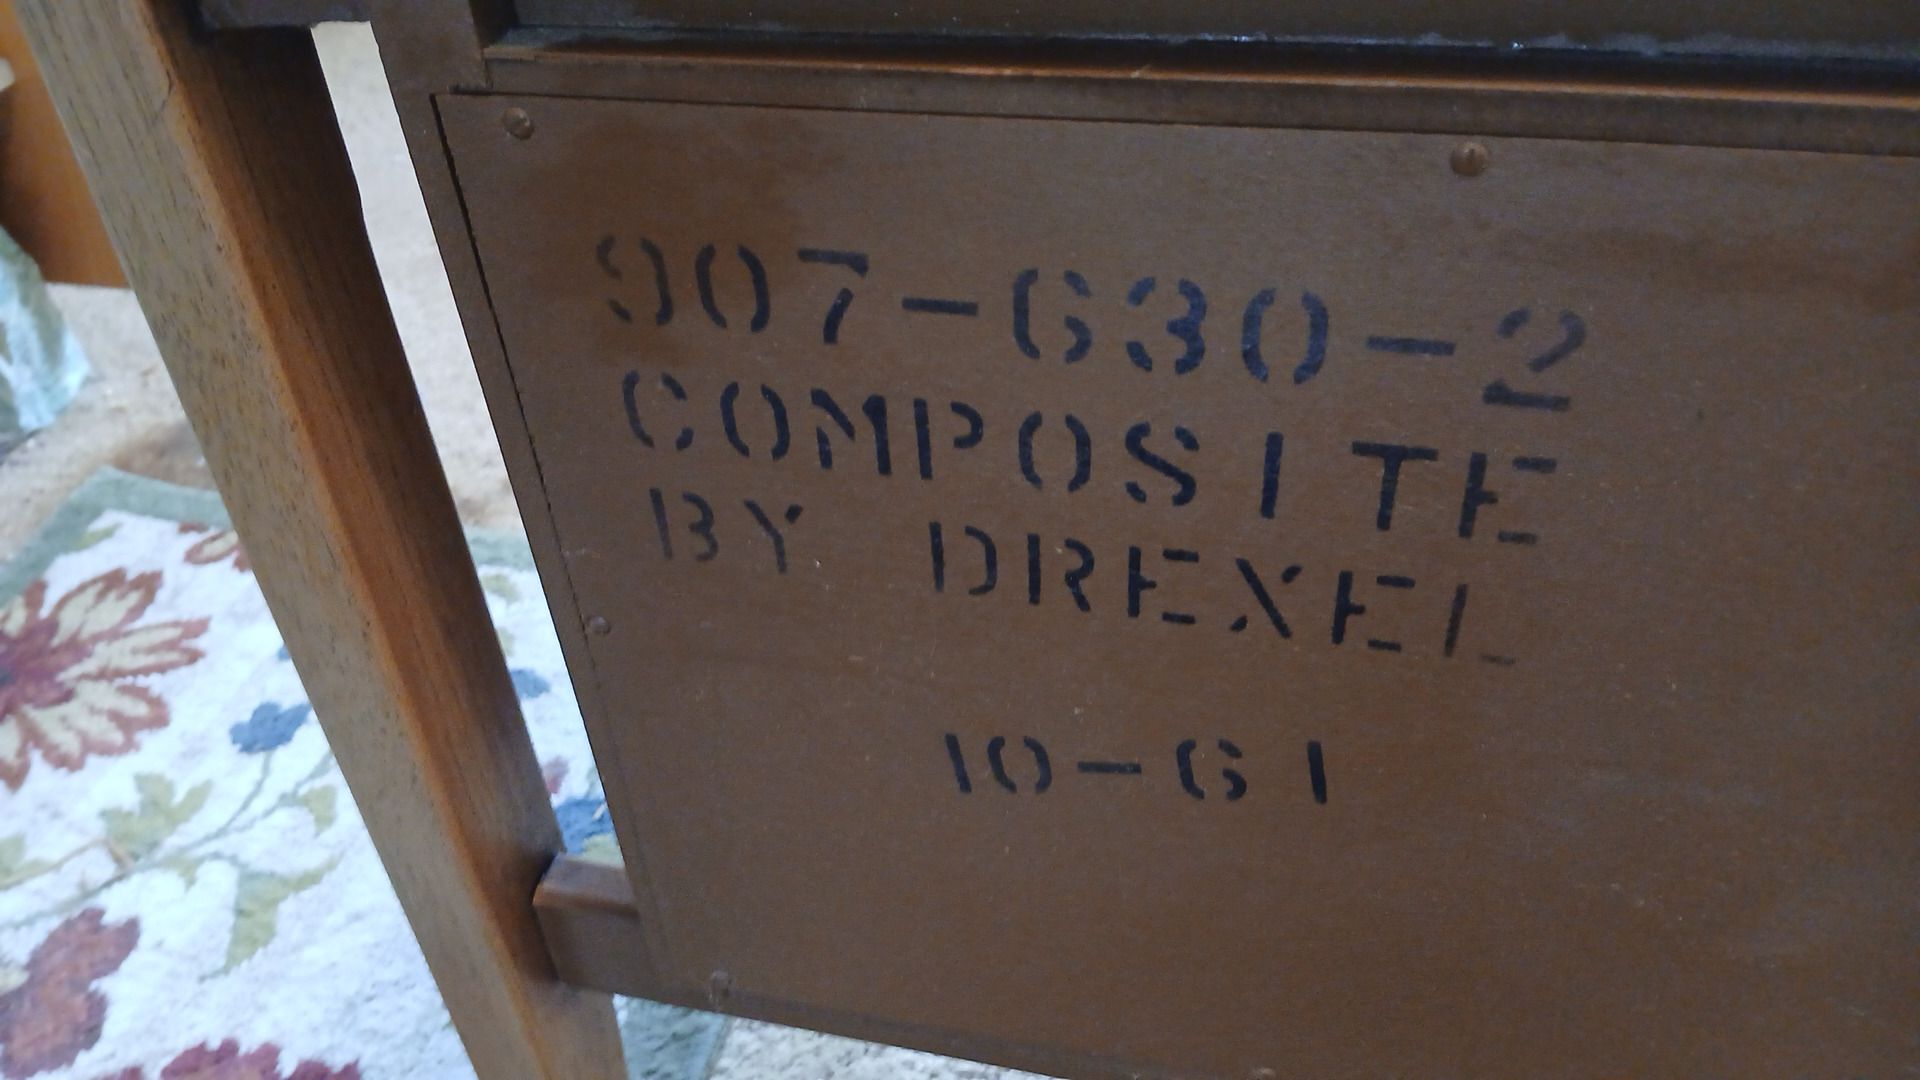 907-630-2
COMPOSITE
BY DREXEL
10-61